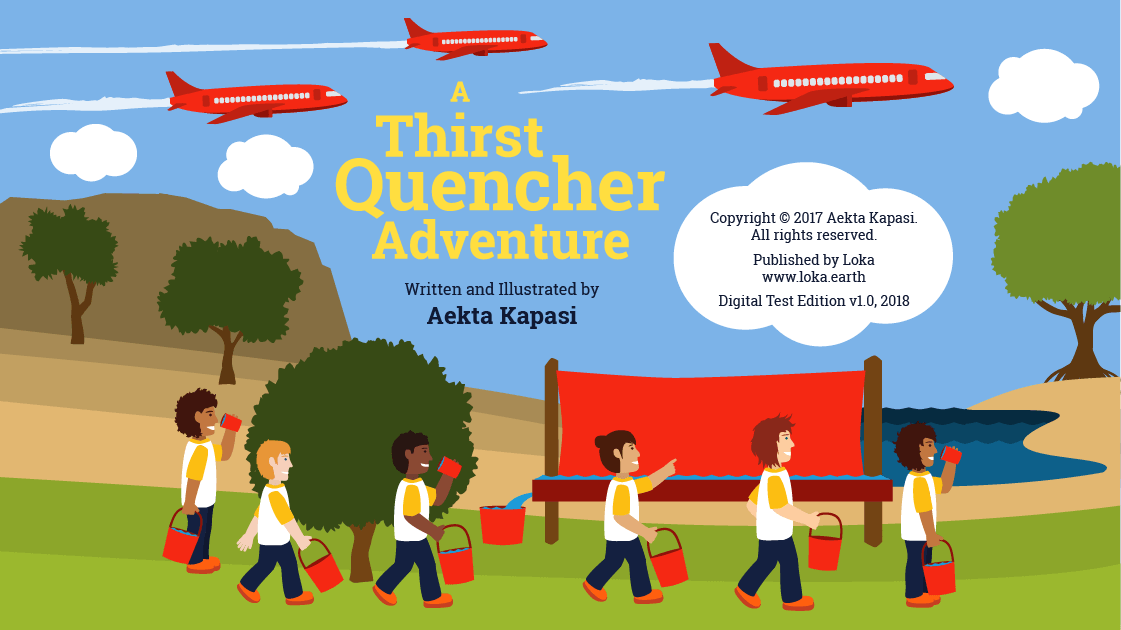 A
Thirst
Quencher
Adventure
Written and Illustrated by
Aekta Kapasi
Copyright © 2017 Aekta Kapasi.
All rights reserved.
Published by Loka
www.loka.earth
Digital Test Edition v1.0, 2018